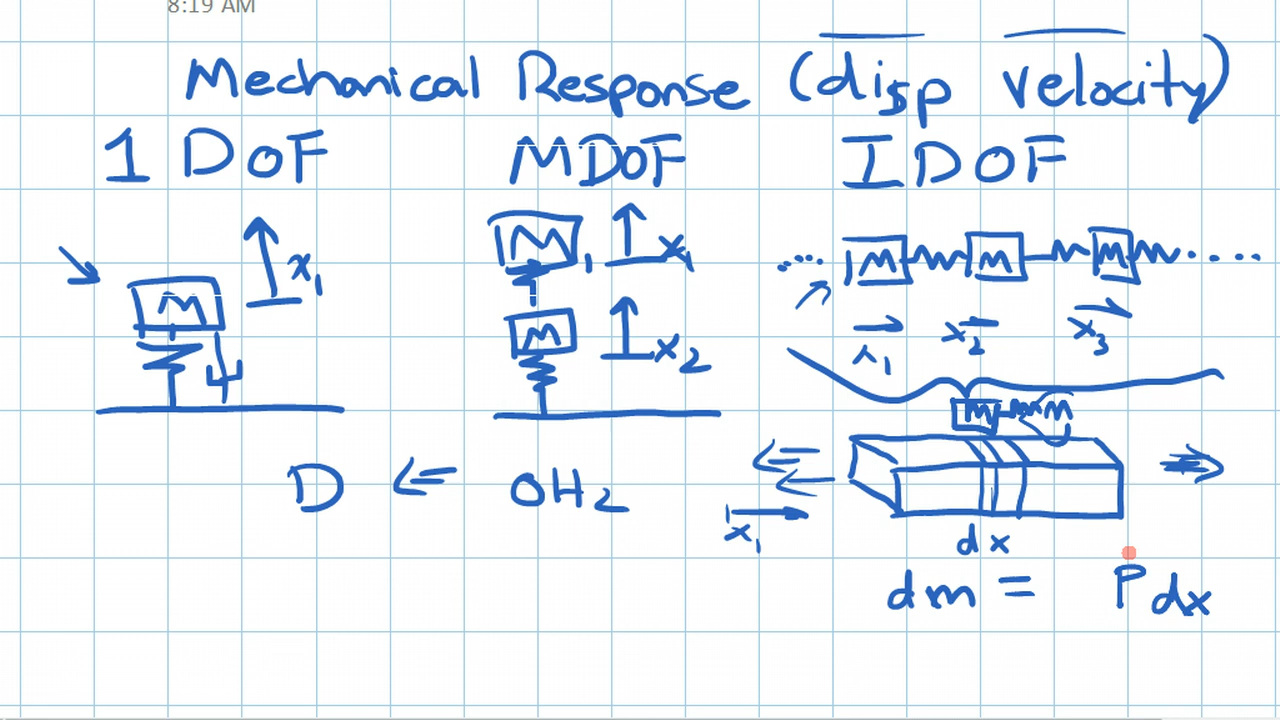 8:19 AM
Mechanical Response (disp velocity)
1 DOF MDOF IDOF
M x1
M1 x1
M x2
M M M
x1 x2 x3
M
D ⇐ OH2
x1
dx
dm = P dx